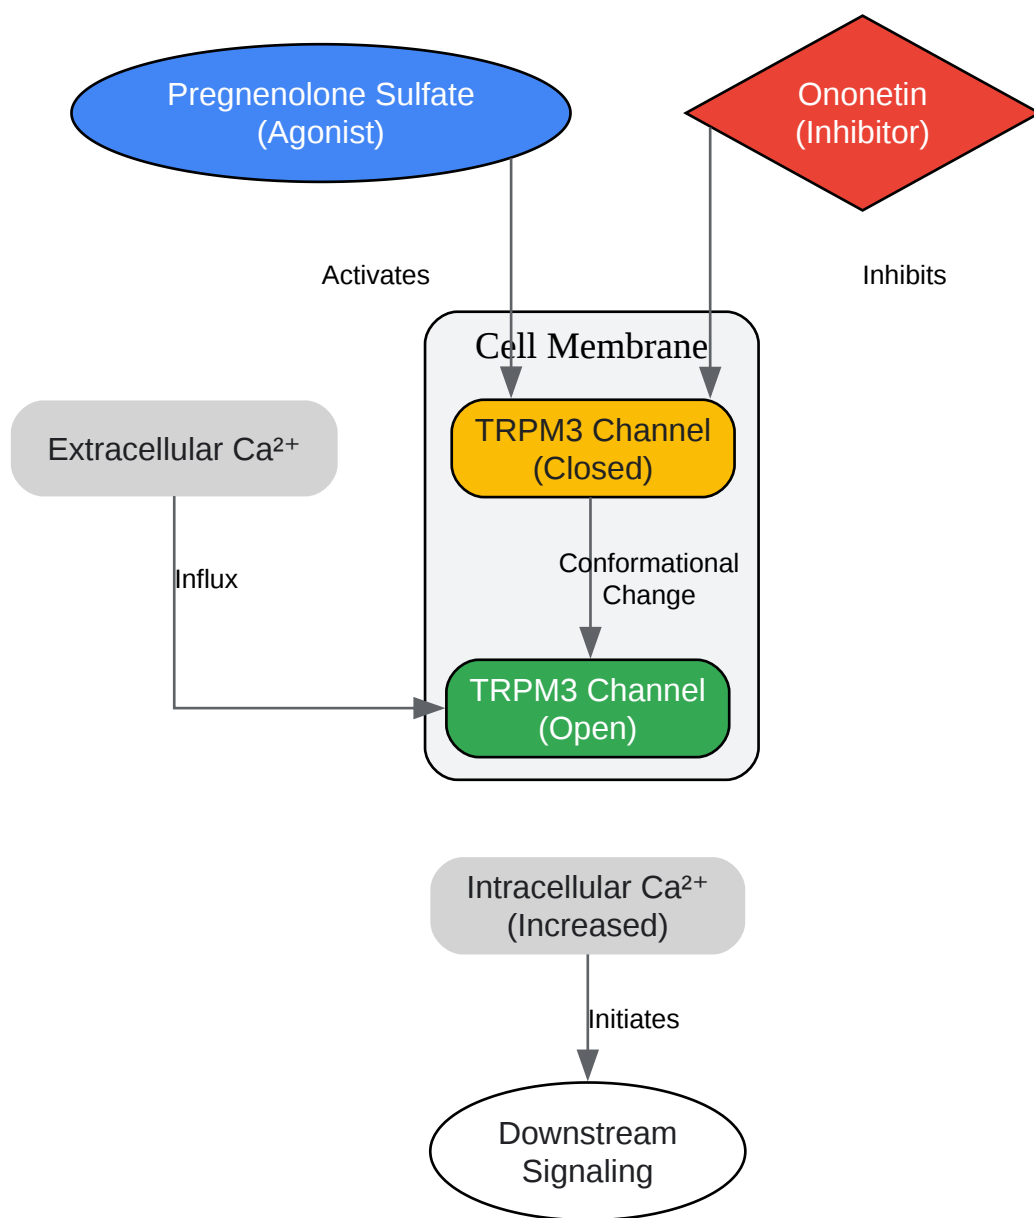 Pregnenolone Sulfate
(Agonist)
Ononetin
(Inhibitor)
Activates
Inhibits
Cell Membrane
Extracellular Ca²⁺
TRPM3 Channel
(Closed)
Influx
Conformational
Change
TRPM3 Channel
(Open)
Intracellular Ca²⁺
(Increased)
Initiates
Downstream
Signaling